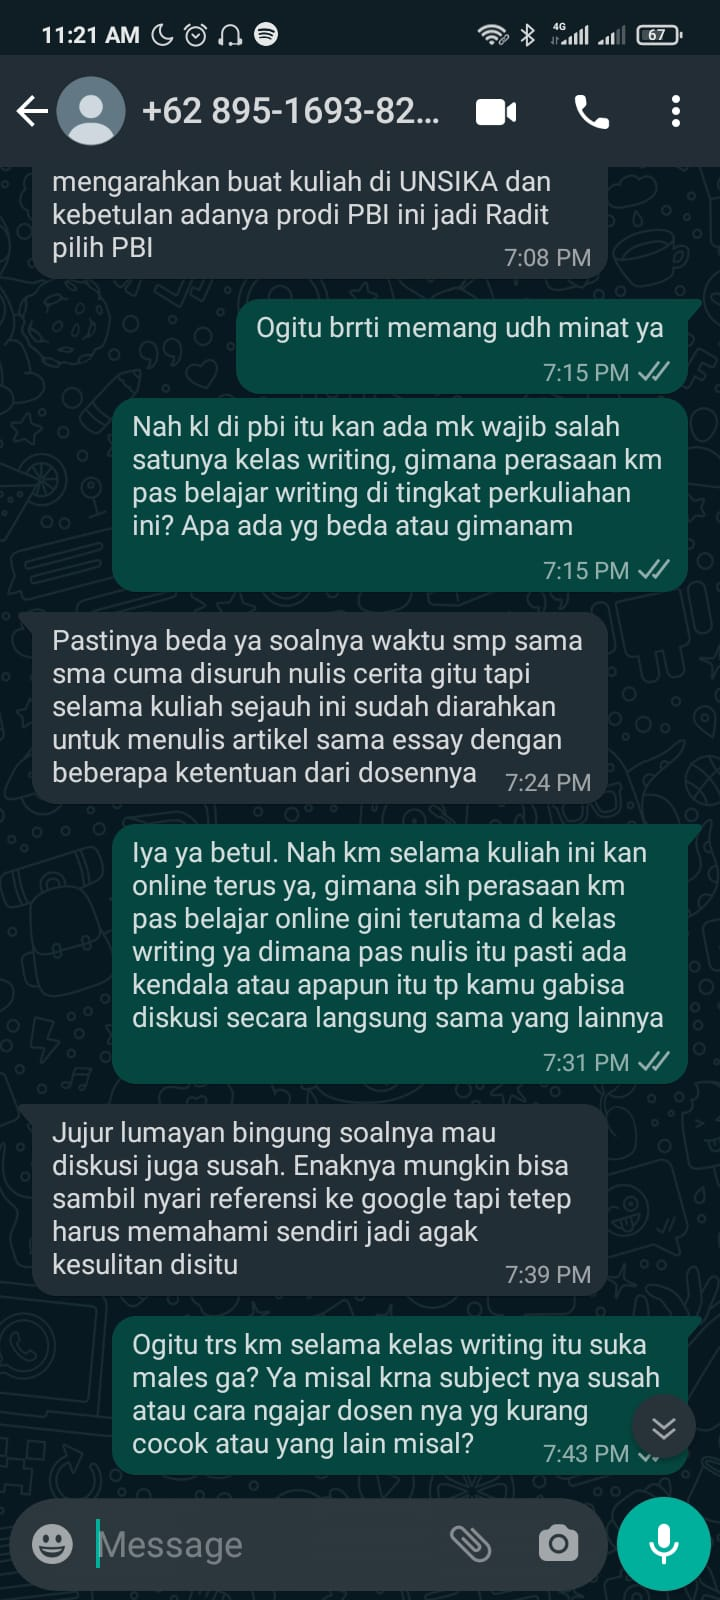 11:21 AM
4G
67
+62 895-1693-82...
mengarahkan buat kuliah di UNSIKA dan
kebetulan adanya prodi PBI ini jadi Radit
pilih PBI
7:08 PM
Ogitu brrti memang udh minat ya
7:15 PM
Nah kl di pbi itu kan ada mk wajib salah
satunya kelas writing, gimana perasaan km
pas belajar writing di tingkat perkuliahan
ini? Apa ada yg beda atau gimanam
7:15 PM
Pastinya beda ya soalnya waktu smp sama
sma cuma disuruh nulis cerita gitu tapi
selama kuliah sejauh ini sudah diarahkan
untuk menulis artikel sama essay dengan
beberapa ketentuan dari dosennya
7:24 PM
Iya ya betul. Nah km selama kuliah ini kan
online terus ya, gimana sih perasaan km
pas belajar online gini terutama d kelas
writing ya dimana pas nulis itu pasti ada
kendala atau apapun itu tp kamu gabisa
diskusi secara langsung sama yang lainnya
7:31 PM
Jujur lumayan bingung soalnya mau
diskusi juga susah. Enaknya mungkin bisa
sambil nyari referensi ke google tapi tetep
harus memahami sendiri jadi agak
kesulitan disitu
7:39 PM
Ogitu trs km selama kelas writing itu suka
males ga? Ya misal krna subject nya susah
atau cara ngajar dosen nya yg kurang
cocok atau yang lain misal?
7:43 PM
Message